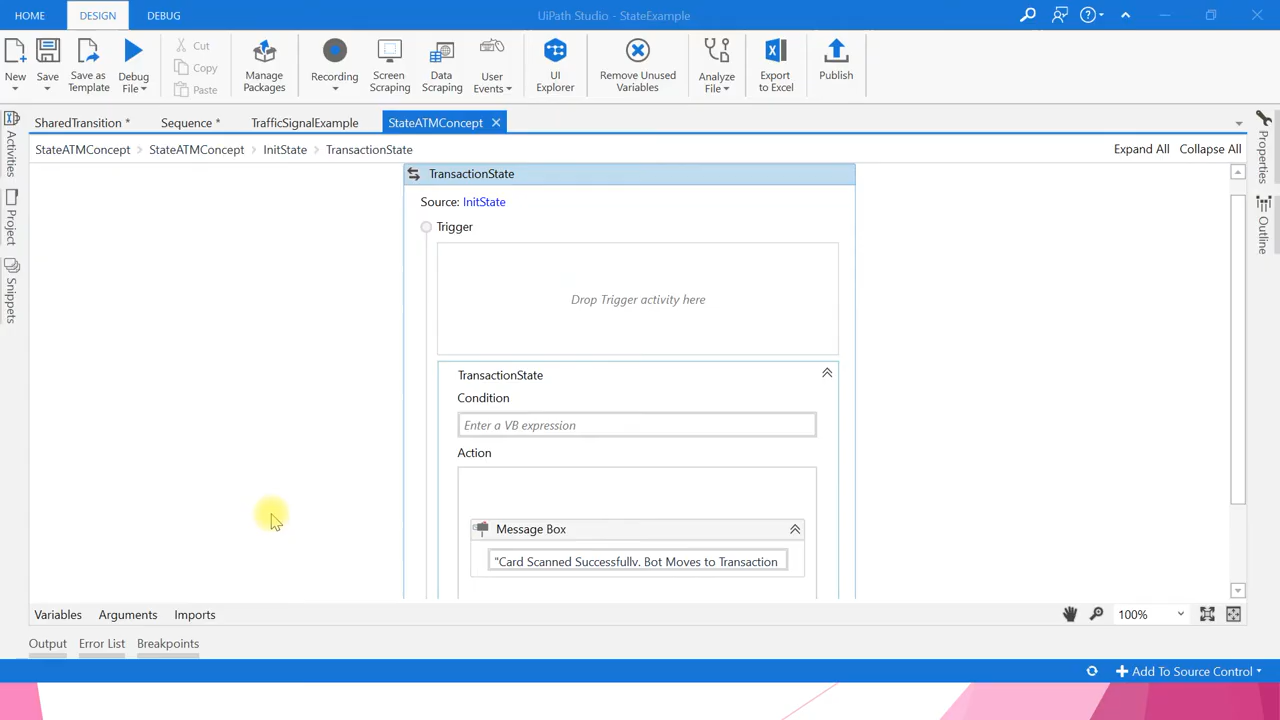 HOME DESIGN DEBUG UiPath Studio - StateExample
New Save Save as Template Debug File Cut Copy Paste Manage Packages Recording Screen Scraping Data Scraping User Events UI Explorer Remove Unused Variables Analyze File Export to Excel Publish
SharedTransition * Sequence * TrafficSignalExample StateATMConcept
StateATMConcept StateATMConcept InitState TransactionState Expand All Collapse All
Activities
Project
Snippets
Properties
Outline
TransactionState
Source: InitState
Trigger
Drop Trigger activity here
TransactionState
Condition
Enter a VB expression
Action
Message Box
"Card Scanned Successfully. Bot Moves to Transaction
Variables Arguments Imports 100%
Output Error List Breakpoints
Add To Source Control